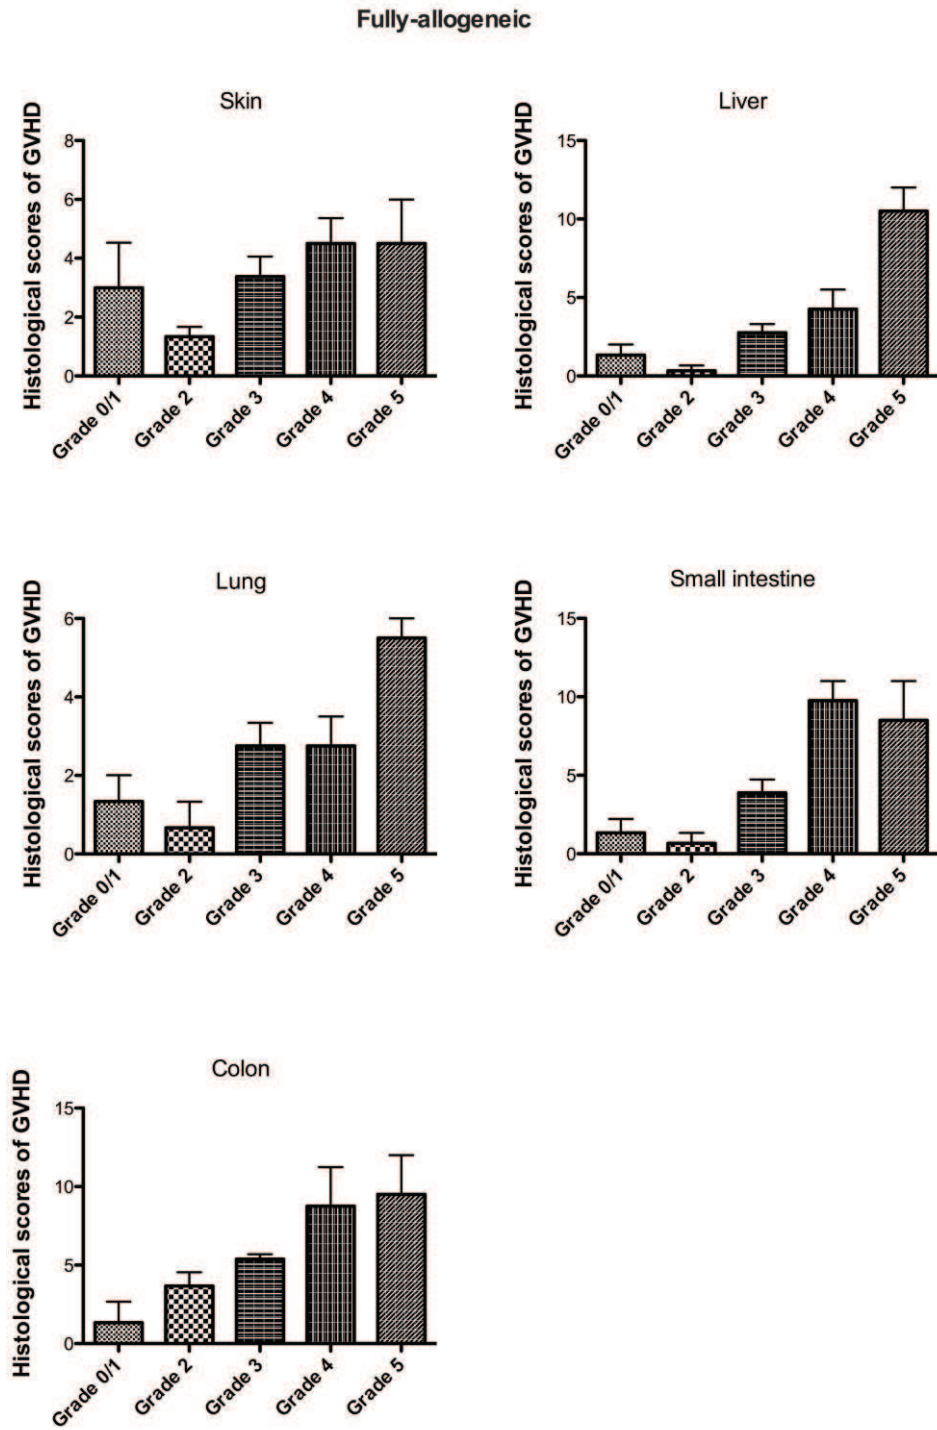 Fully-allogeneic
Skin
Histological scores of GVHD
8
6
4
2
0
Grade 0/1
Grade 2
Grade 3
Grade 4
Grade 5
Liver
Histological scores of GVHD
15
10
5
0
Grade 0/1
Grade 2
Grade 3
Grade 4
Grade 5
Lung
Histological scores of GVHD
6
4
2
0
Grade 0/1
Grade 2
Grade 3
Grade 4
Grade 5
Small intestine
Histological scores of GVHD
15
10
5
0
Grade 0/1
Grade 2
Grade 3
Grade 4
Grade 5
Colon
Histological scores of GVHD
15
10
5
0
Grade 0/1
Grade 2
Grade 3
Grade 4
Grade 5